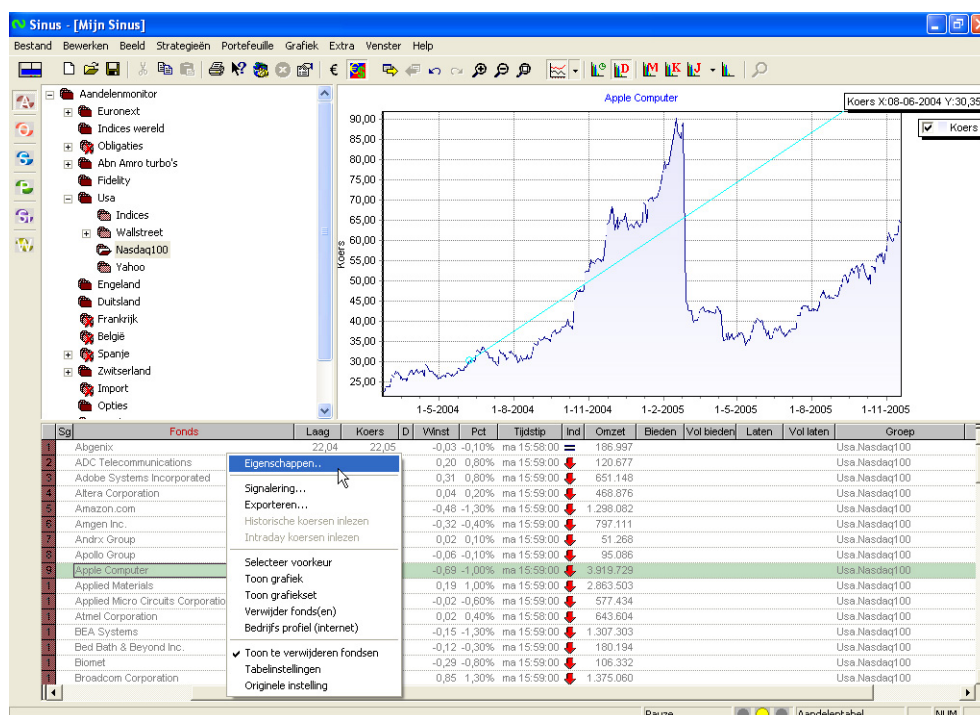 Sinus - [Mijn Sinus]
Bestand Bewerken Beeld Strategieën Portefeuille Grafiek Extra Venster Help
Aandelenmonitor
Euronext
Indices wereld
Obligaties
Abn Amro turbo's
Fidelity
Usa
Indices
Wallstreet
Nasdaq100
Yahoo
Engeland
Duitsland
Frankrijk
België
Spanje
Zwitserland
Import
Opties
Apple Computer
Koers X:08-06-2004 Y:30,35
Koers
90,00
85,00
80,00
75,00
70,00
65,00
60,00
55,00
50,00
45,00
40,00
35,00
30,00
25,00
Koers
1-5-2004 1-8-2004 1-11-2004 1-2-2005 1-5-2005 1-8-2005 1-11-2005
Sg Fonds Laag Koers D Winst Pct Tijdstip Ind Omzet Bieden Vol bieden Laten Vol laten Groep
1 Abgenix 22,04 22,05 -0,03 -0,10% ma 15:58:00 186.997 Usa.Nasdaq100
2 ADC Telecommunications 0,20 0,80% ma 15:59:00 120.677 Usa.Nasdaq100
3 Adobe Systems Incorporated 0,31 0,80% ma 15:59:00 651.148 Usa.Nasdaq100
4 Altera Corporation 0,04 0,20% ma 15:59:00 468.876 Usa.Nasdaq100
5 Amazon.com -0,48 -1,30% ma 15:59:00 1.298.082 Usa.Nasdaq100
6 Amgen Inc. -0,32 -0,40% ma 15:59:00 797.111 Usa.Nasdaq100
7 Andrx Group 0,02 0,10% ma 15:59:00 51.268 Usa.Nasdaq100
8 Apollo Group -0,06 -0,10% ma 15:59:00 95.086 Usa.Nasdaq100
9 Apple Computer -0,69 -1,00% ma 15:59:00 3.919.729 Usa.Nasdaq100
1 Applied Materials 0,19 1,00% ma 15:59:00 2.863.503 Usa.Nasdaq100
1 Applied Micro Circuits Corporatio -0,02 -0,60% ma 15:59:00 577.434 Usa.Nasdaq100
1 Atmel Corporation 0,02 0,40% ma 15:58:00 643.604 Usa.Nasdaq100
1 BEA Systems -0,15 -1,30% ma 15:59:00 1.307.303 Usa.Nasdaq100
1 Bed Bath & Beyond Inc. -0,12 -0,30% ma 15:59:00 180.194 Usa.Nasdaq100
1 Biomet -0,29 -0,80% ma 15:59:00 106.332 Usa.Nasdaq100
1 Broadcom Corporation 0,85 1,30% ma 15:59:00 1.375.060 Usa.Nasdaq100
Eigenschappen..
Signalering...
Exporteren...
Historische koersen inlezen
Intraday koersen inlezen
Selecteer voorkeur
Toon grafiek
Toon grafiekset
Verwijder fonds(en)
Bedrijfs profiel (internet)
Toon te verwijderen fondsen
Tabelinstellingen
Originele instelling
Pauze Aandelentabel NUM